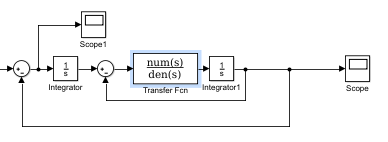 Scope1
+
-
1
s
Integrator
+
-
num(s)
den(s)
Transfer Fcn
1
s
Integrator1
Scope